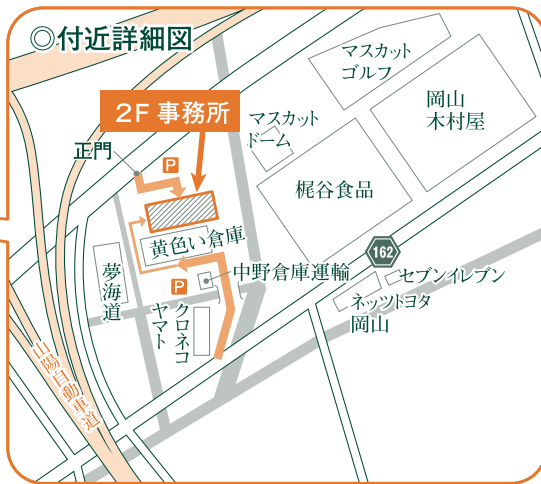 ◎付近詳細図
マスカット
ゴルフ
岡山
木村屋
2F 事務所
マスカット
ドーム
正門
P
梶谷食品
黄色い倉庫
162
夢海道
中野倉庫運輸
セブンイレブン
P
ネッツトヨタ
岡山
クロネコ
ヤマト
山陽自動車道